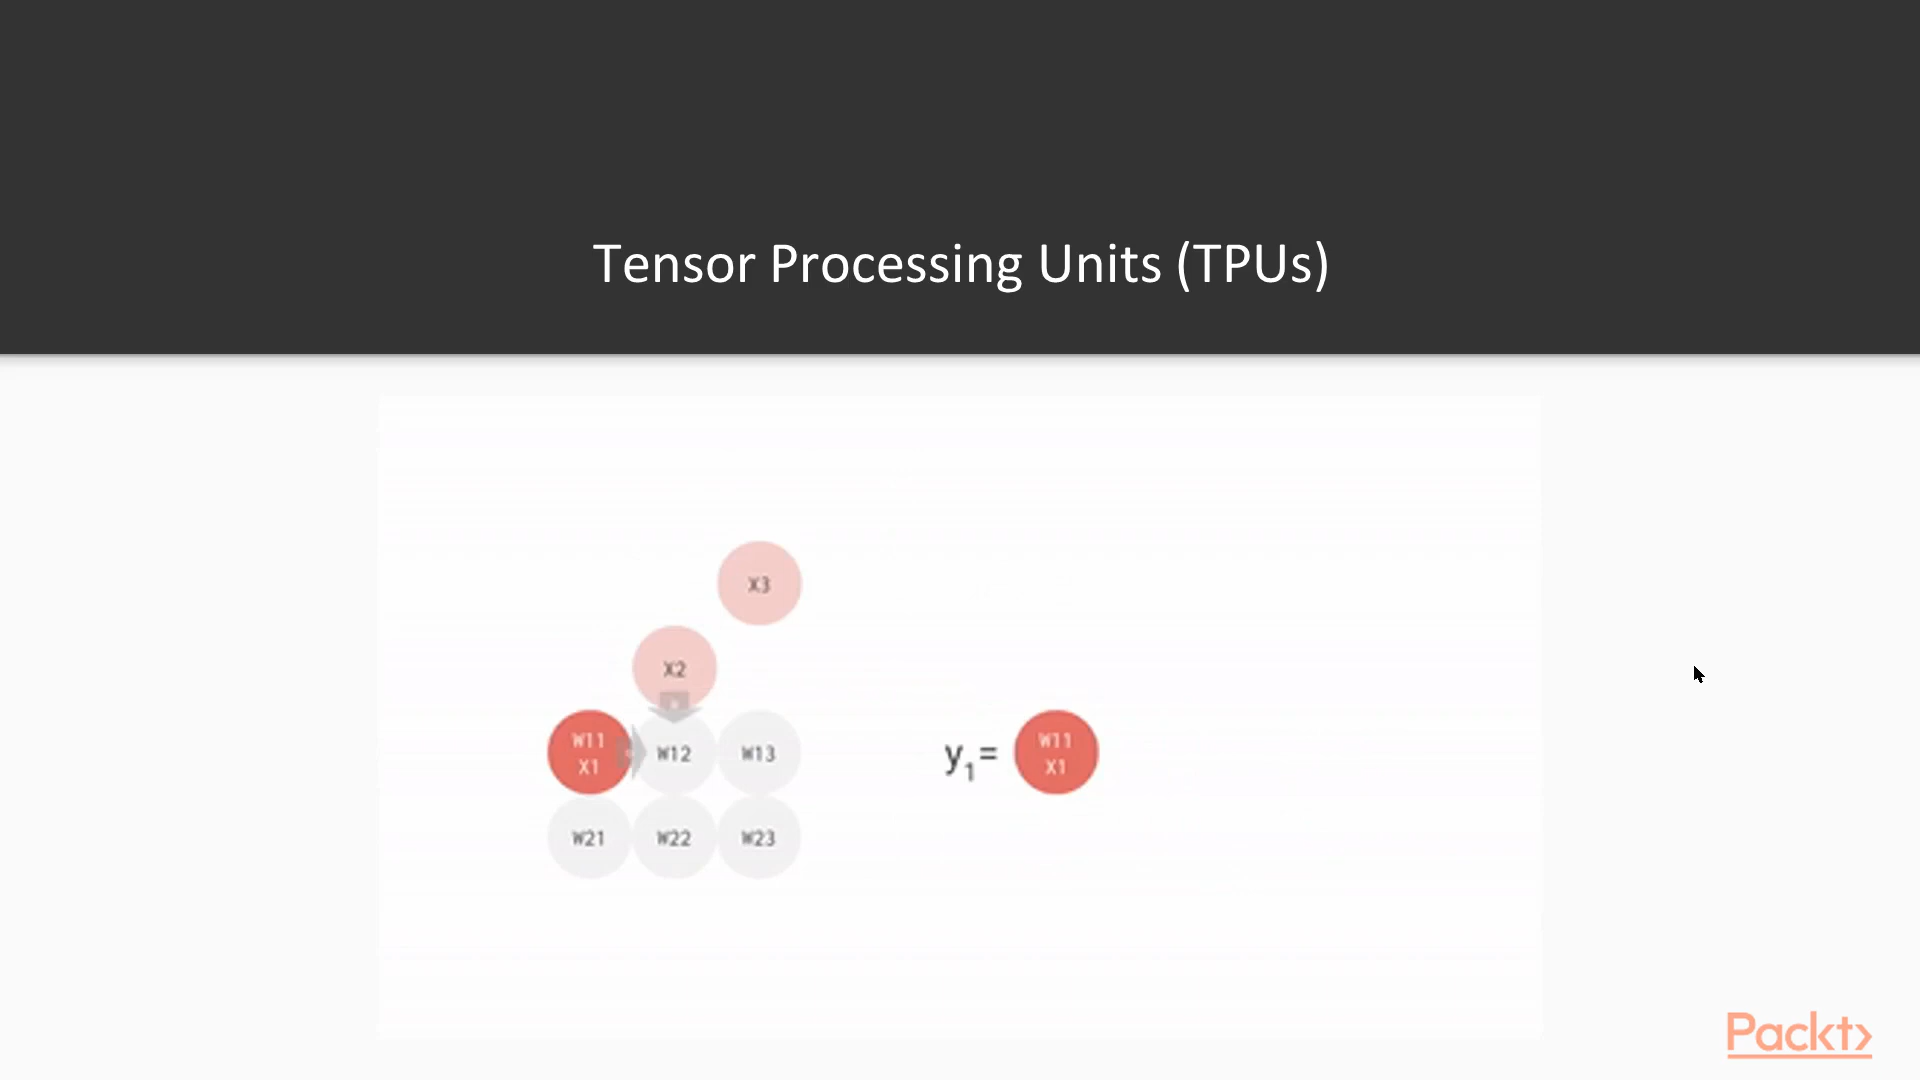 Tensor Processing Units (TPUs)
X3
X2
W11
X1
W12
W13
y1=
W11
X1
W21
W22
W23
Packt>